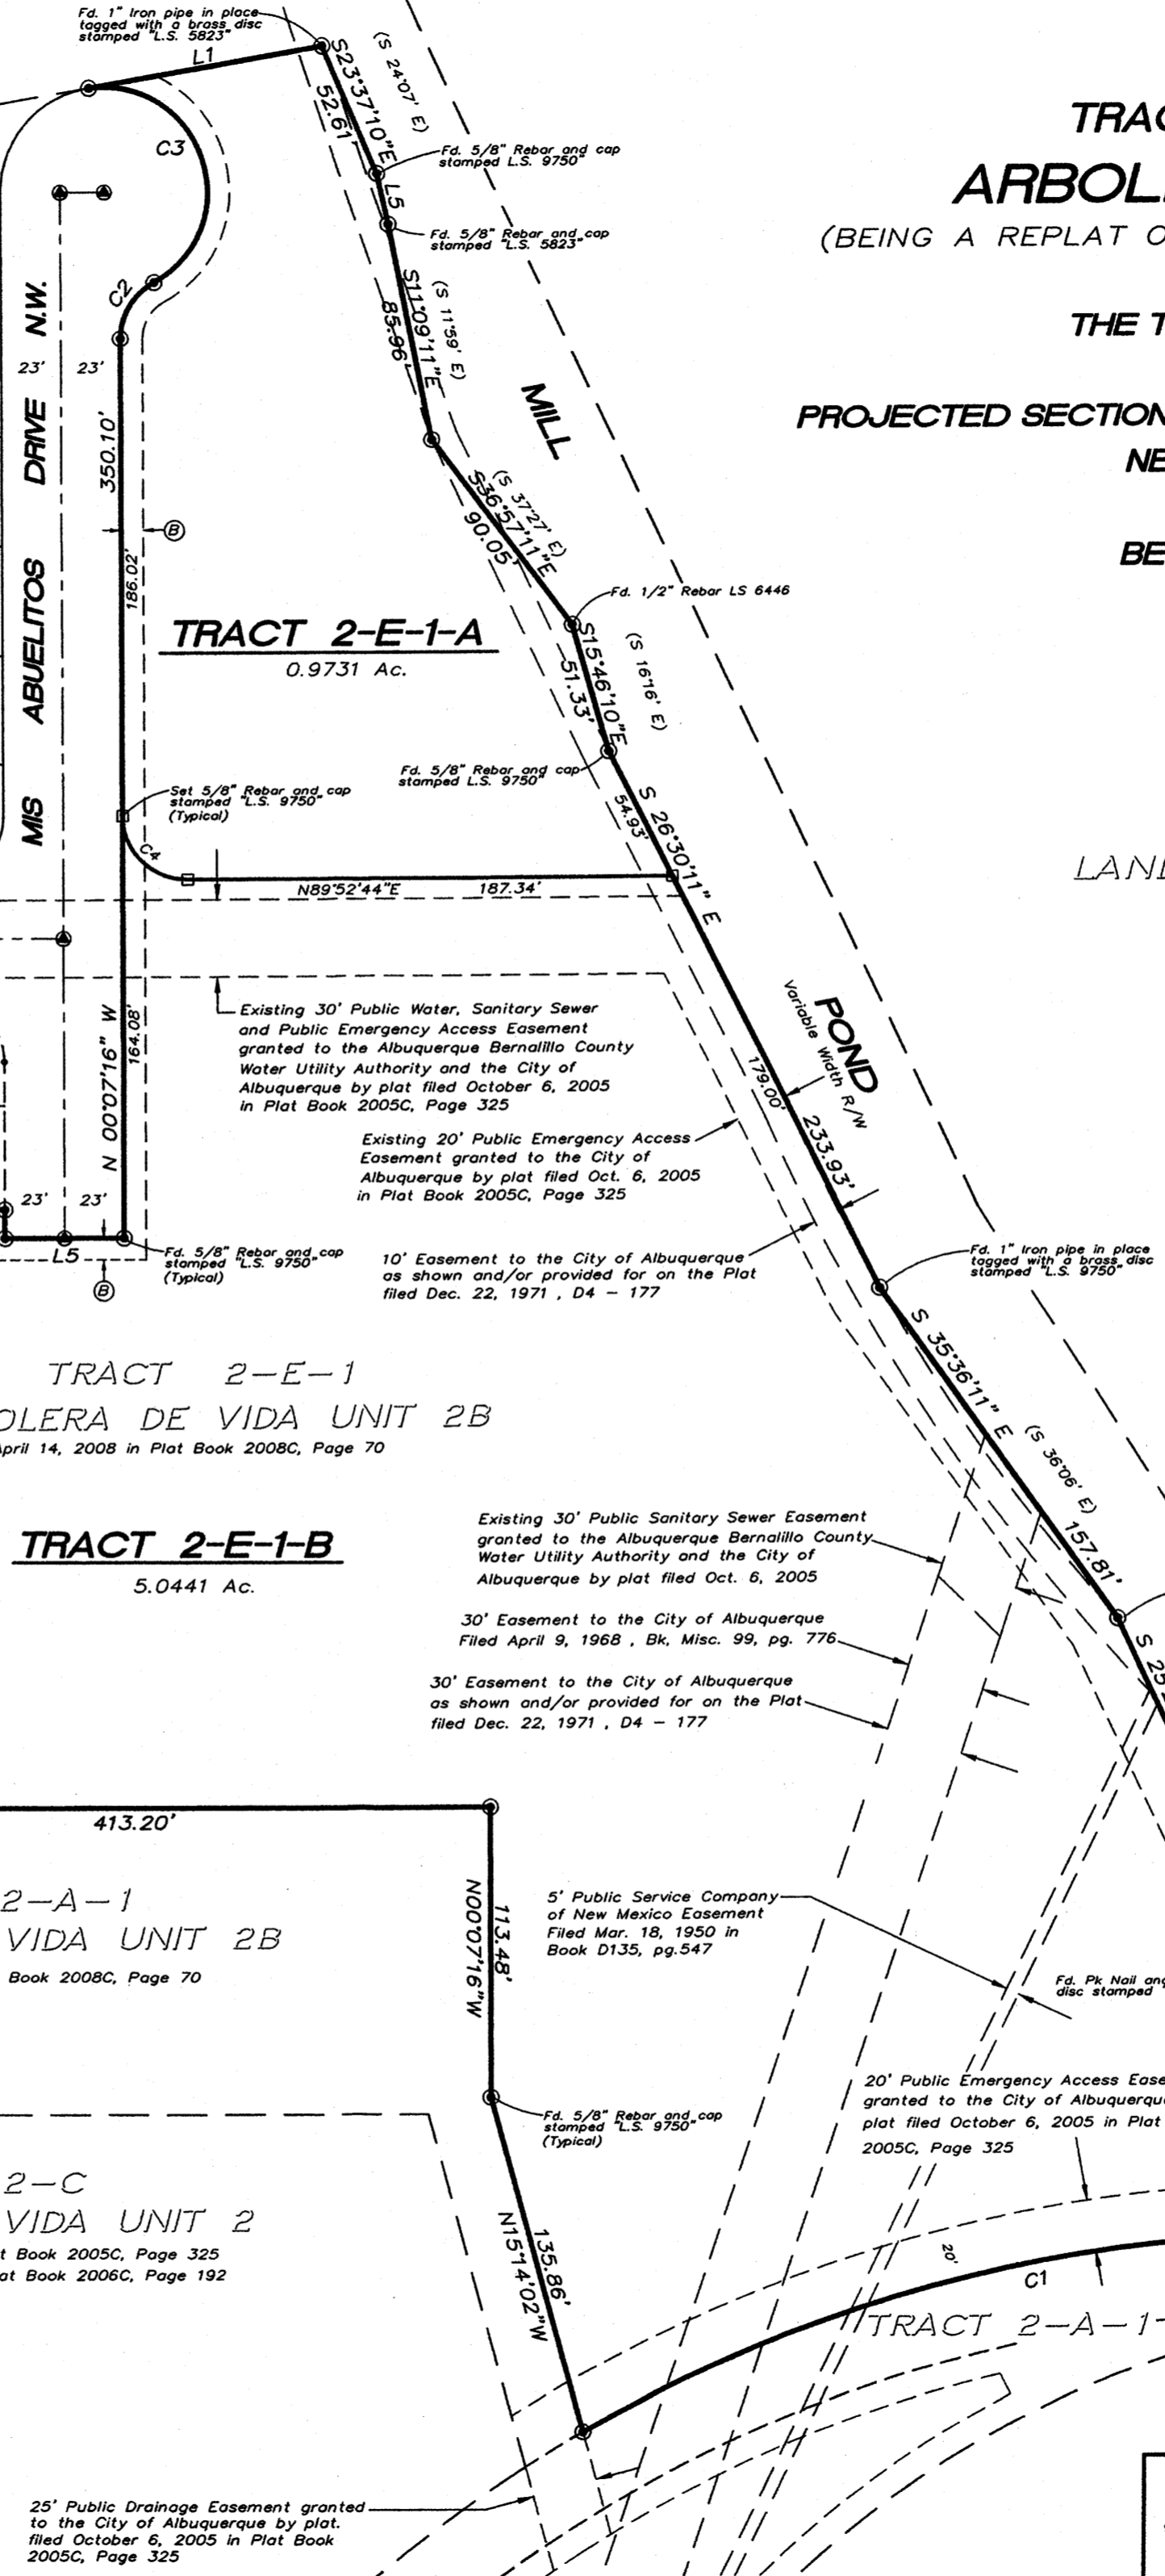 Fd. 1" Iron pipe in place
tagged with a brass disc
stamped "L.S. 5823"
L1
S23°37'10"E
52.61'
(S 24°07' E)
C3
Fd. 5/8" Rebar and cap
stamped L.S. 9750"
L5
Fd. 5/8" Rebar and cap
stamped "L.S. 5823"
C2
S11°09'11"E
85.96'
(S 11°59' E)
TRAC
ARBOL
(BEING A REPLAT O
THE T
PROJECTED SECTION
NE
BE
LAND
23'
23'
MIS ABUELITOS DRIVE N.W.
350.10'
B
186.02'
MILL
(S 37°27' E)
S36°57'11"E
90.05'
Fd. 1/2" Rebar LS 6446
TRACT 2-E-1-A
0.9731 Ac.
S15°46'10"E
51.33'
(S 16°16' E)
Fd. 5/8" Rebar and cap
stamped L.S. 9750"
Set 5/8" Rebar and cap
stamped "L.S. 9750"
(Typical)
C4
54.93'
S 26°30'11" E
N89°52'44"E 187.34'
POND
Variable Width R/W
179.00'
233.93'
N 00°07'16" W
164.08'
Existing 30' Public Water, Sanitary Sewer
and Public Emergency Access Easement
granted to the Albuquerque Bernalillo County
Water Utility Authority and the City of
Albuquerque by plat filed October 6, 2005
in Plat Book 2005C, Page 325
Existing 20' Public Emergency Access
Easement granted to the City of
Albuquerque by plat filed Oct. 6, 2005
in Plat Book 2005C, Page 325
23'
23'
L5
B
Fd. 5/8" Rebar and cap
stamped "L.S. 9750"
(Typical)
10' Easement to the City of Albuquerque
as shown and/or provided for on the Plat
filed Dec. 22, 1971 , D4 - 177
Fd. 1" Iron pipe in place
tagged with a brass disc
stamped "L.S. 9750"
S 35°36'11" E
(S 36°06' E)
157.81'
TRACT 2-E-1
OLERA DE VIDA UNIT 2B
April 14, 2008 in Plat Book 2008C, Page 70
TRACT 2-E-1-B
5.0441 Ac.
Existing 30' Public Sanitary Sewer Easement
granted to the Albuquerque Bernalillo County
Water Utility Authority and the City of
Albuquerque by plat filed Oct. 6, 2005
30' Easement to the City of Albuquerque
Filed April 9, 1968 , Bk, Misc. 99, pg. 776
30' Easement to the City of Albuquerque
as shown and/or provided for on the Plat
filed Dec. 22, 1971 , D4 - 177
S 25°
413.20'
N00°07'16"W
113.48'
2-A-1
VIDA UNIT 2B
Book 2008C, Page 70
5' Public Service Company
of New Mexico Easement
Filed Mar. 18, 1950 in
Book D135, pg.547
Fd. Pk Nail and
disc stamped "
20' Public Emergency Access Ease
granted to the City of Albuquerque
plat filed October 6, 2005 in Plat
2005C, Page 325
Fd. 5/8" Rebar and cap
stamped "L.S. 9750"
(Typical)
2-C
VIDA UNIT 2
t Book 2005C, Page 325
at Book 2006C, Page 192
N15°14'02"W
135.86'
20'
C1
TRACT 2-A-1-
25' Public Drainage Easement granted
to the City of Albuquerque by plat.
filed October 6, 2005 in Plat Book
2005C, Page 325